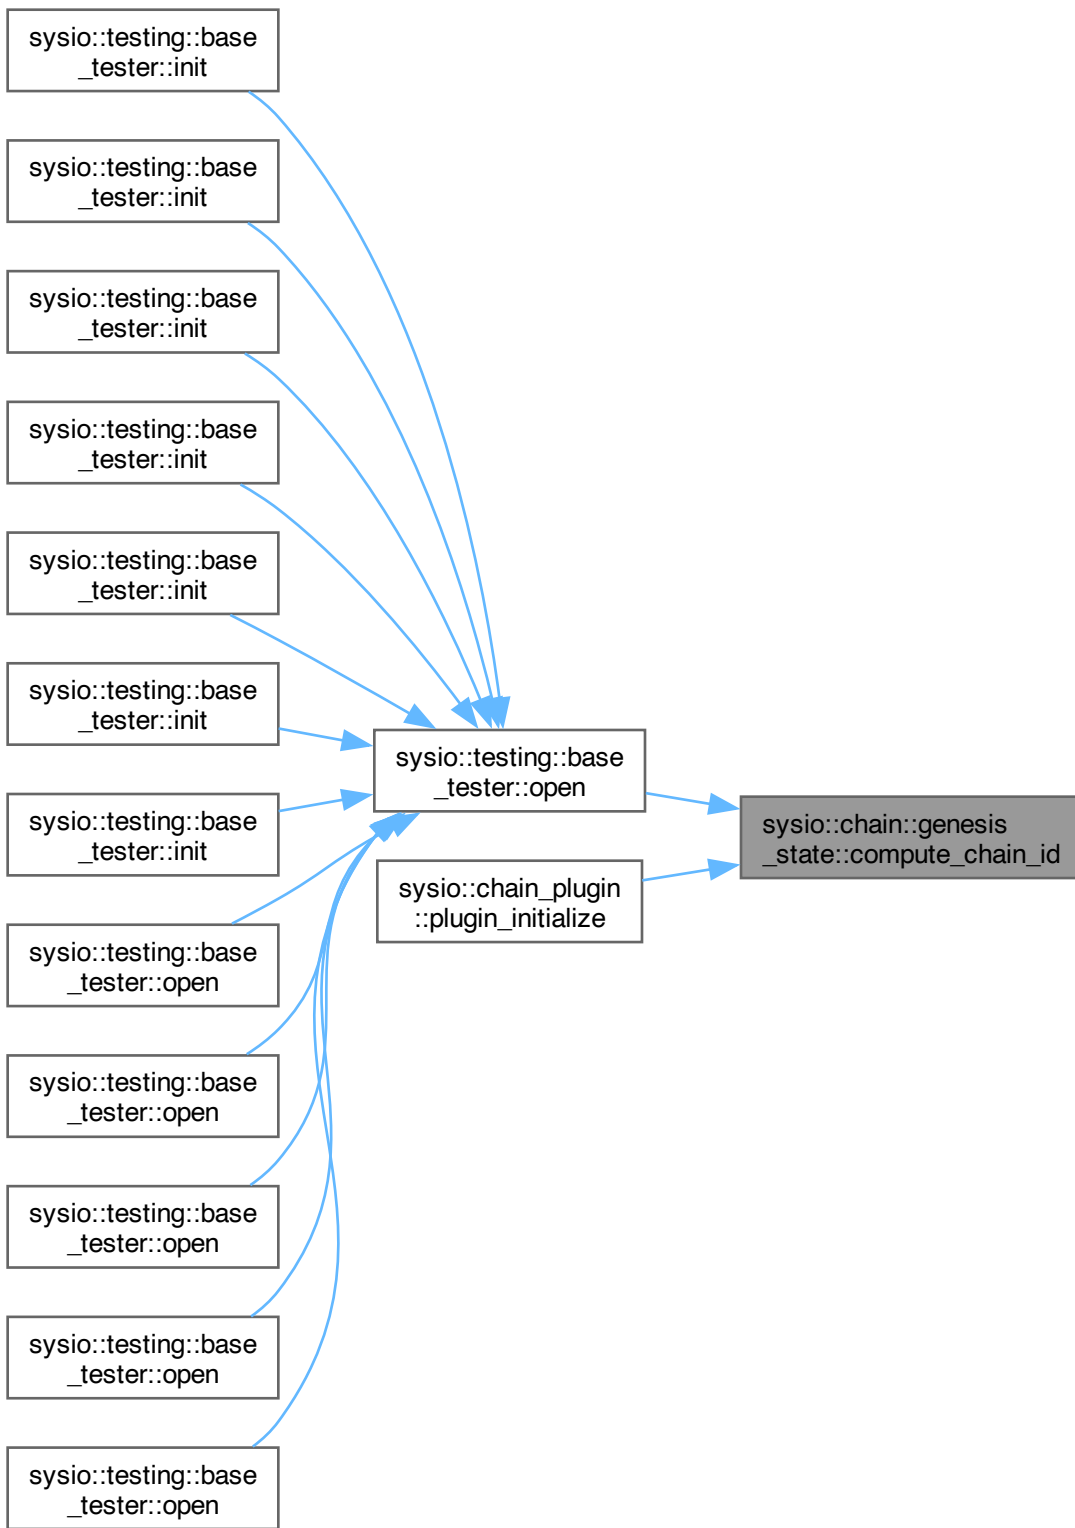 sysio::testing::base
_tester::init
sysio::testing::base
_tester::init
sysio::testing::base
_tester::init
sysio::testing::base
_tester::init
sysio::testing::base
_tester::init
sysio::testing::base
_tester::init
sysio::testing::base
_tester::init
sysio::testing::base
_tester::open
sysio::testing::base
_tester::open
sysio::testing::base
_tester::open
sysio::testing::base
_tester::open
sysio::testing::base
_tester::open
sysio::testing::base
_tester::open
sysio::chain_plugin
::plugin_initialize
sysio::chain::genesis
_state::compute_chain_id